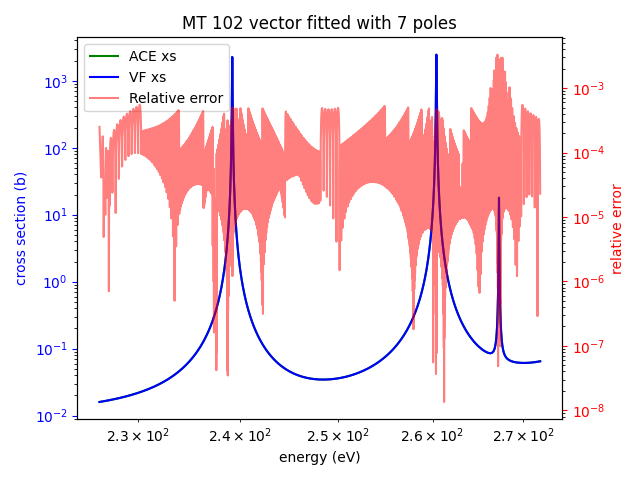 MT 102 vector fitted with 7 poles
ACE xs
VF xs
Relative error
cross section (b)
10³
10²
10¹
10⁰
10⁻¹
10⁻²
10⁻³
10⁻⁴
10⁻⁵
10⁻⁶
10⁻⁷
10⁻⁸
relative error
2.3 × 10² 2.4 × 10² 2.5 × 10² 2.6 × 10² 2.7 × 10²
energy (eV)